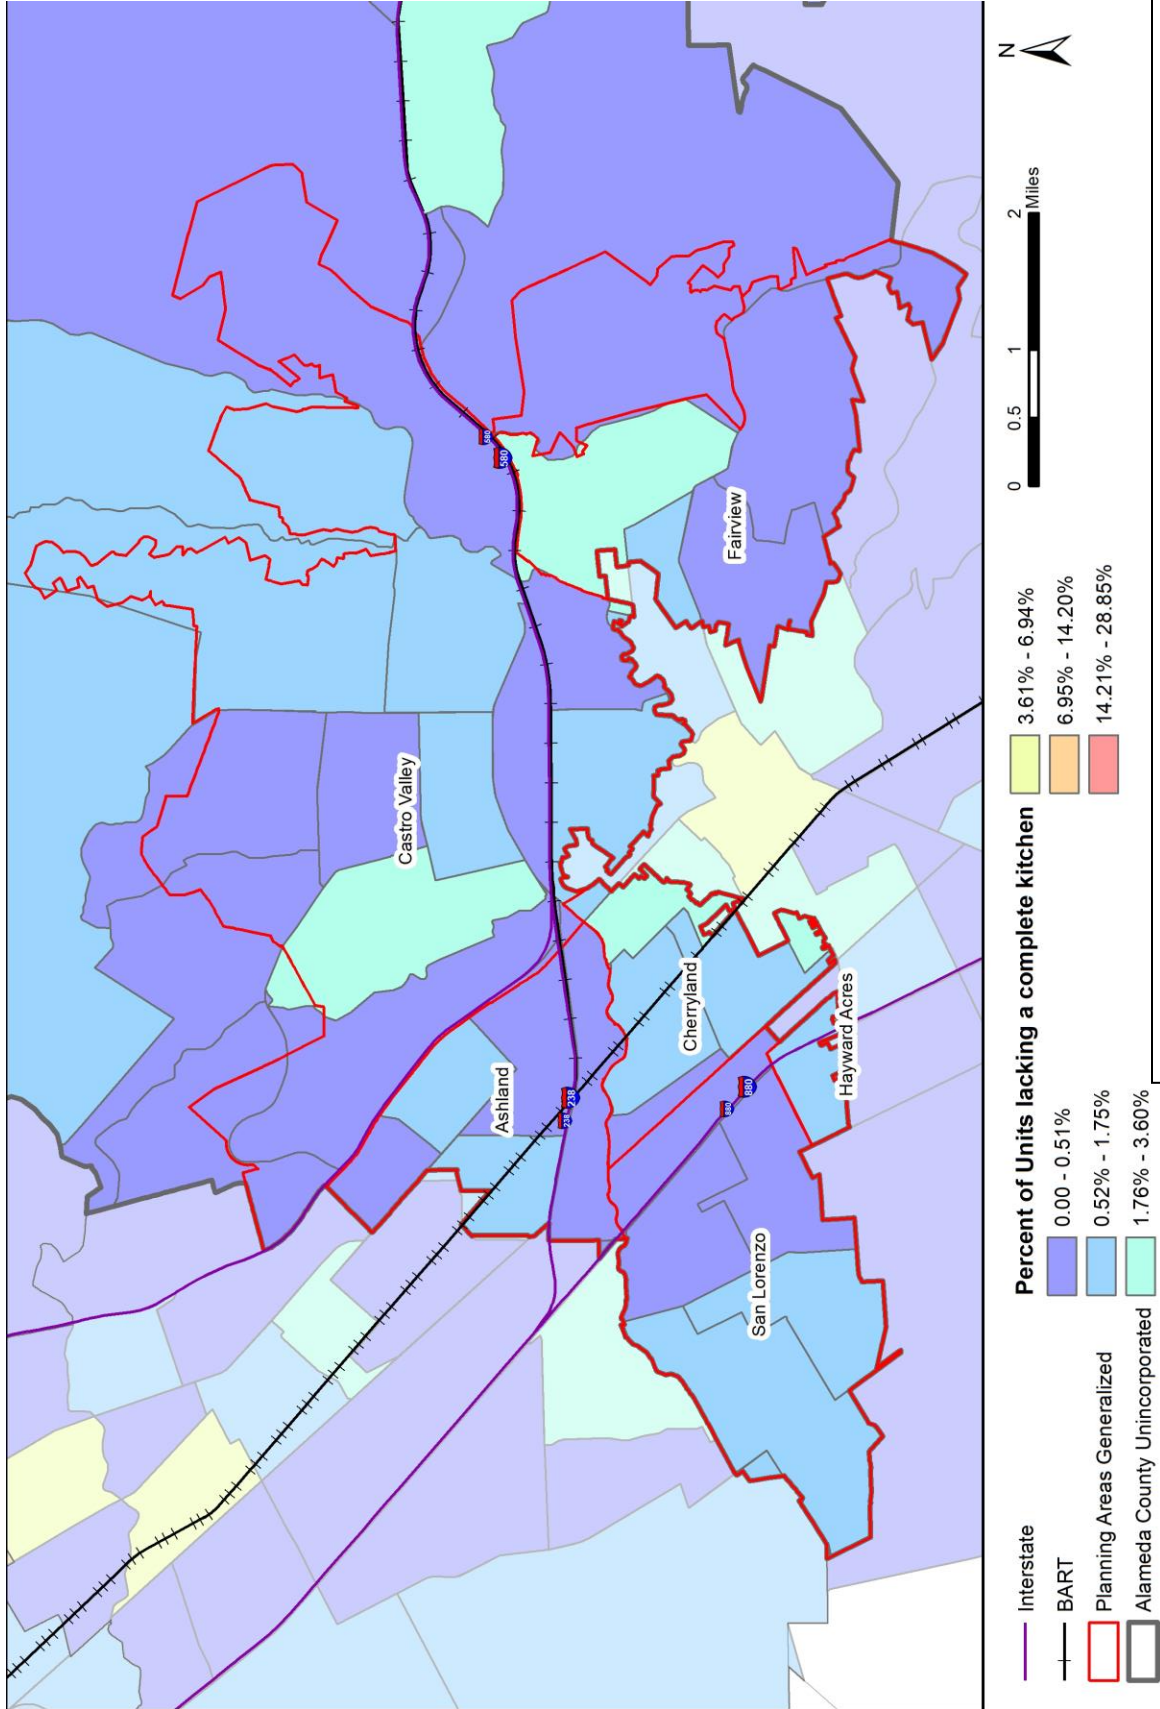 Castro Valley
Ashland
Cherryland
Fairview
Hayward Acres
San Lorenzo
580
580
238
238
880
880
Interstate
BART
Planning Areas Generalized
Alameda County Unincorporated
Percent of Units lacking a complete kitchen
0.00 - 0.51%
0.52% - 1.75%
1.76% - 3.60%
3.61% - 6.94%
6.95% - 14.20%
14.21% - 28.85%
0 0.5 1 2
Miles
N